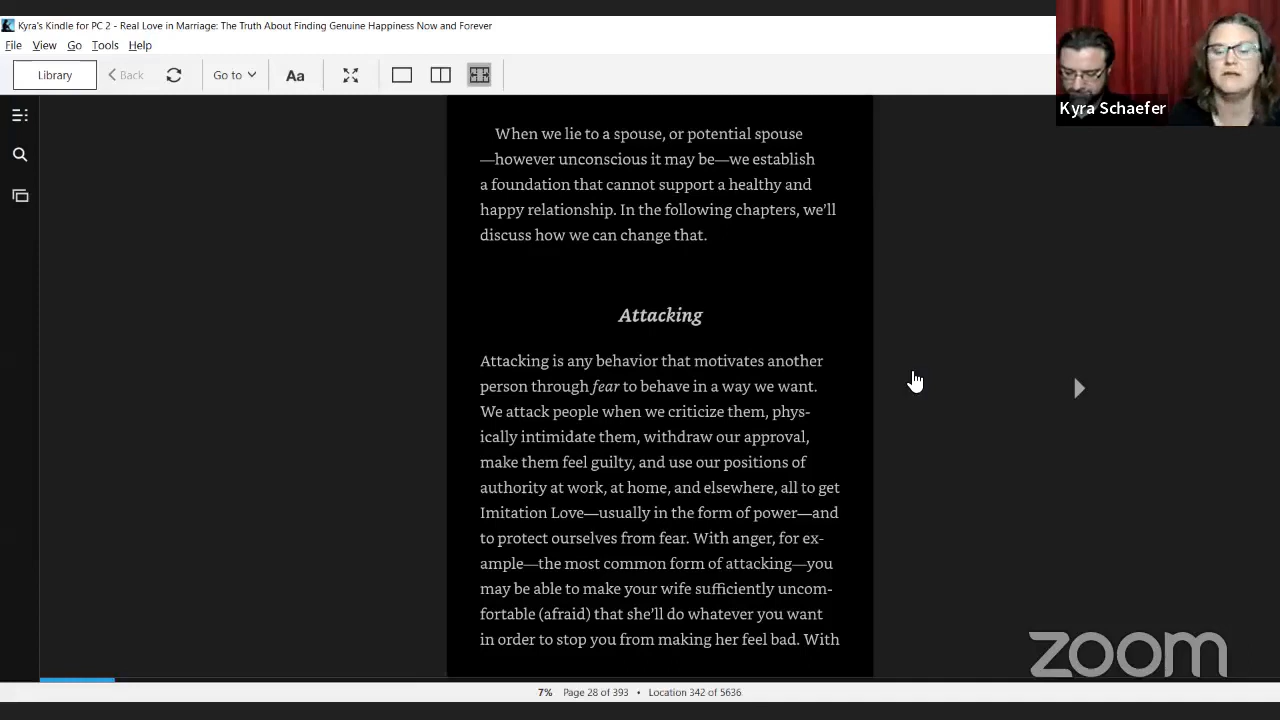 Kyra's Kindle for PC 2 - Real Love in Marriage: The Truth About Finding Genuine Happiness Now and Forever
File View Go Tools Help
Library Back Go to Aa
Kyra Schaefer
When we lie to a spouse, or potential spouse
—however unconscious it may be—we establish
a foundation that cannot support a healthy and
happy relationship. In the following chapters, we'll
discuss how we can change that.
Attacking
Attacking is any behavior that motivates another
person through fear to behave in a way we want.
We attack people when we criticize them, phys-
ically intimidate them, withdraw our approval,
make them feel guilty, and use our positions of
authority at work, at home, and elsewhere, all to get
Imitation Love—usually in the form of power—and
to protect ourselves from fear. With anger, for ex-
ample—the most common form of attacking—you
may be able to make your wife sufficiently uncom-
fortable (afraid) that she'll do whatever you want
in order to stop you from making her feel bad. With
zoom
7% Page 28 of 393 • Location 342 of 5636